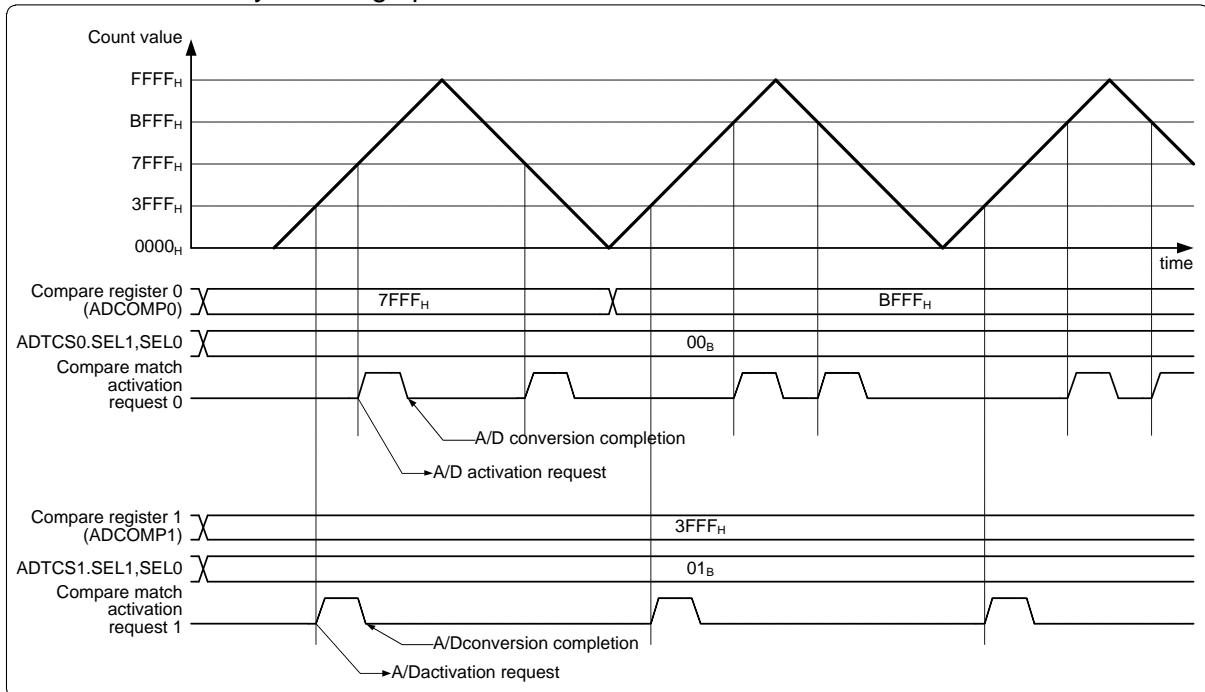 Count value
FFFFH
BFFFH
7FFFH
3FFFH
0000H
time
Compare register 0
(ADCOMP0)
7FFFH
BFFFH
ADTCS0.SEL1,SEL0
00B
Compare match
activation
request 0
A/D conversion completion
A/D activation request
Compare register 1
(ADCOMP1)
3FFFH
ADTCS1.SEL1,SEL0
01B
Compare match
activation
request 1
A/Dconversion completion
A/Dactivation request